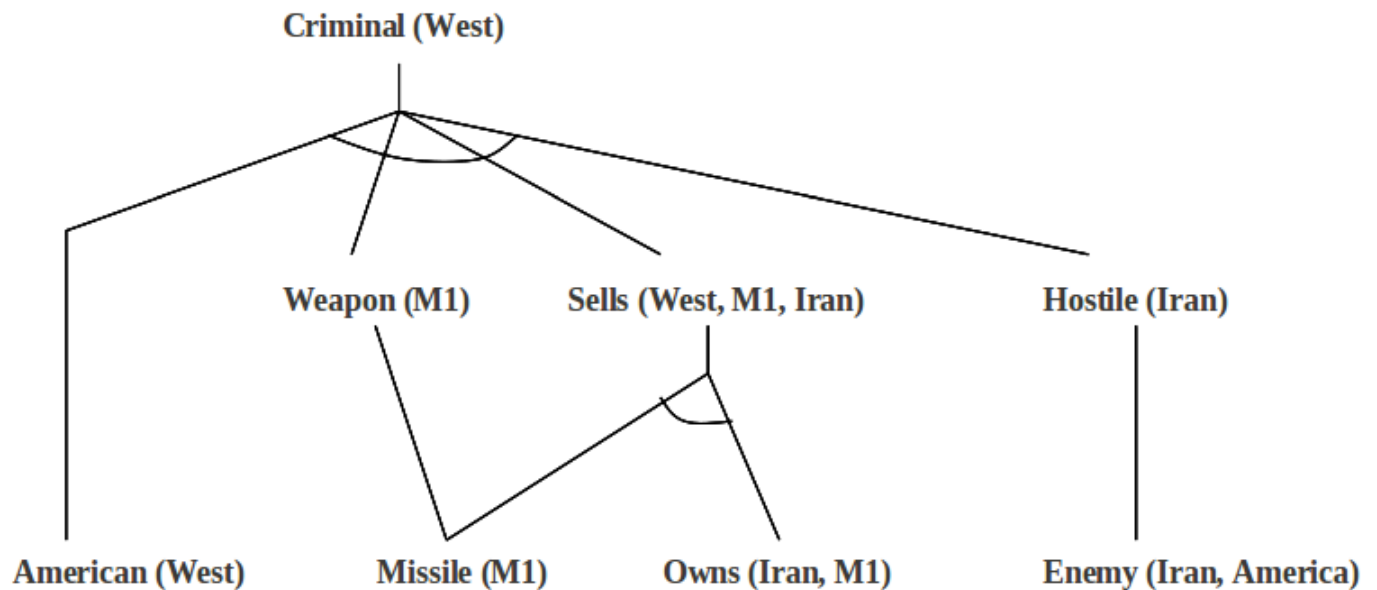 Criminal (West)
Weapon (M1) Sells (West, M1, Iran) Hostile (Iran)
American (West) Missile (M1) Owns (Iran, M1) Enemy (Iran, America)